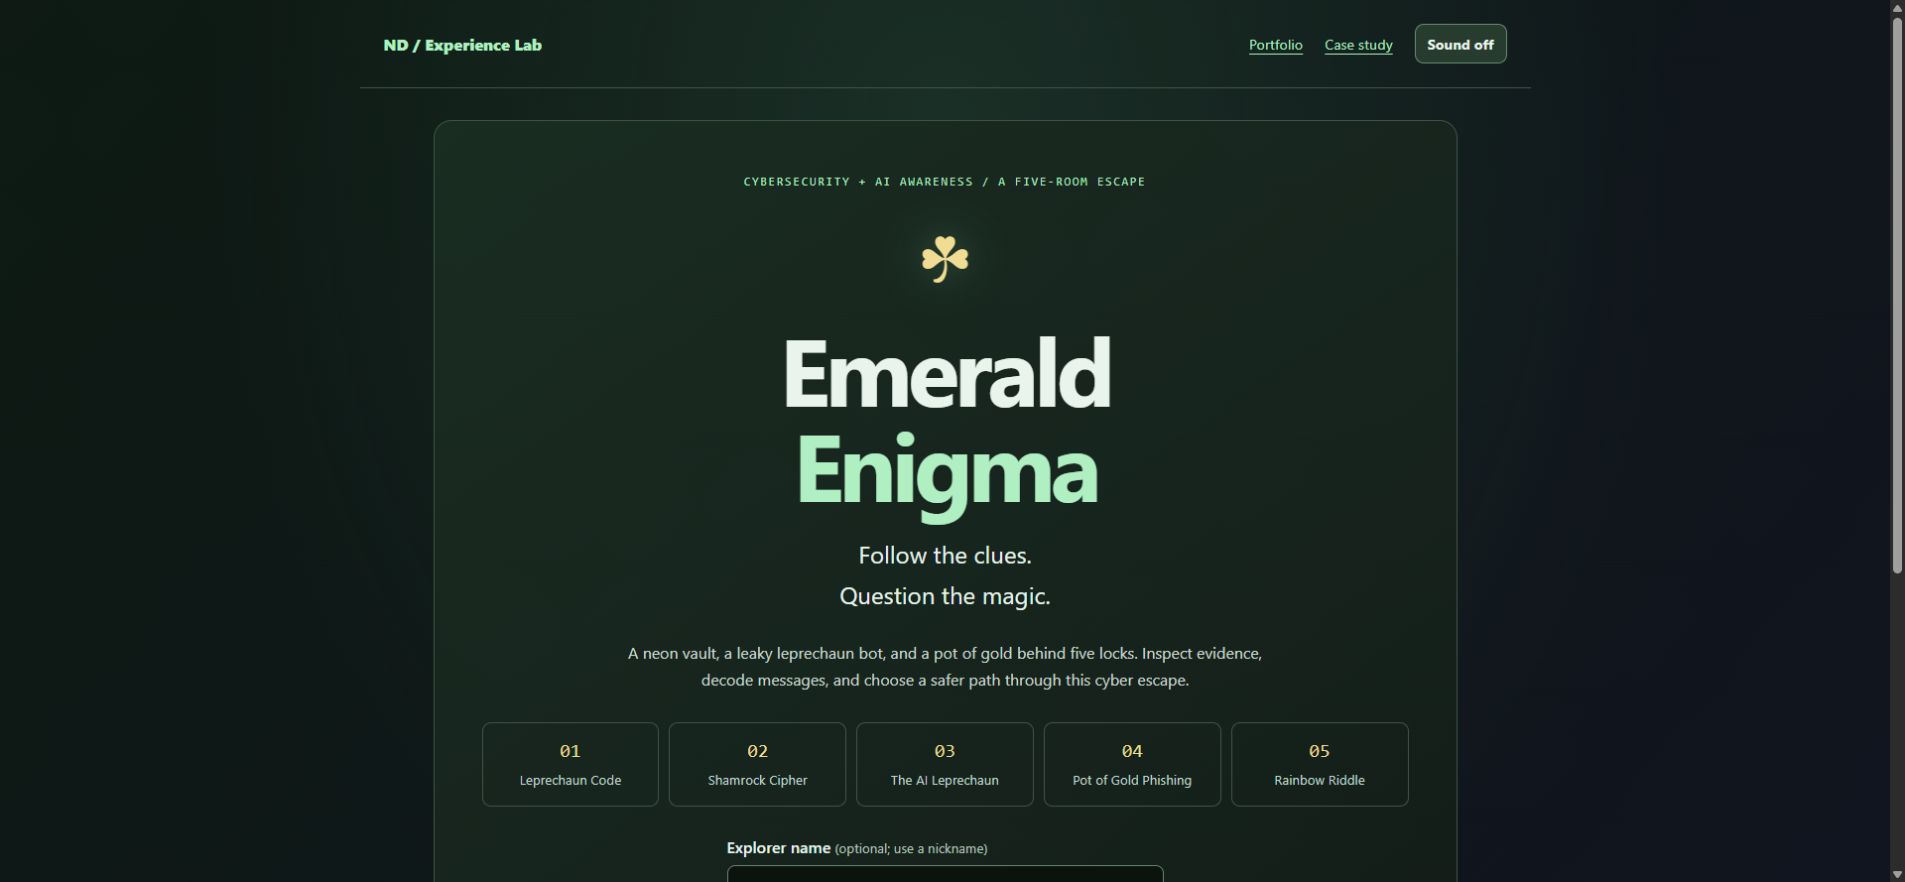 ND / Experience Lab
Portfolio
Case study
Sound off
CYBERSECURITY + AI AWARENESS / A FIVE-ROOM ESCAPE
Emerald
Enigma
Follow the clues.
Question the magic.
A neon vault, a leaky leprechaun bot, and a pot of gold behind five locks. Inspect evidence,
decode messages, and choose a safer path through this cyber escape.
01
Leprechaun Code
02
Shamrock Cipher
03
The AI Leprechaun
04
Pot of Gold Phishing
05
Rainbow Riddle
Explorer name (optional; use a nickname)